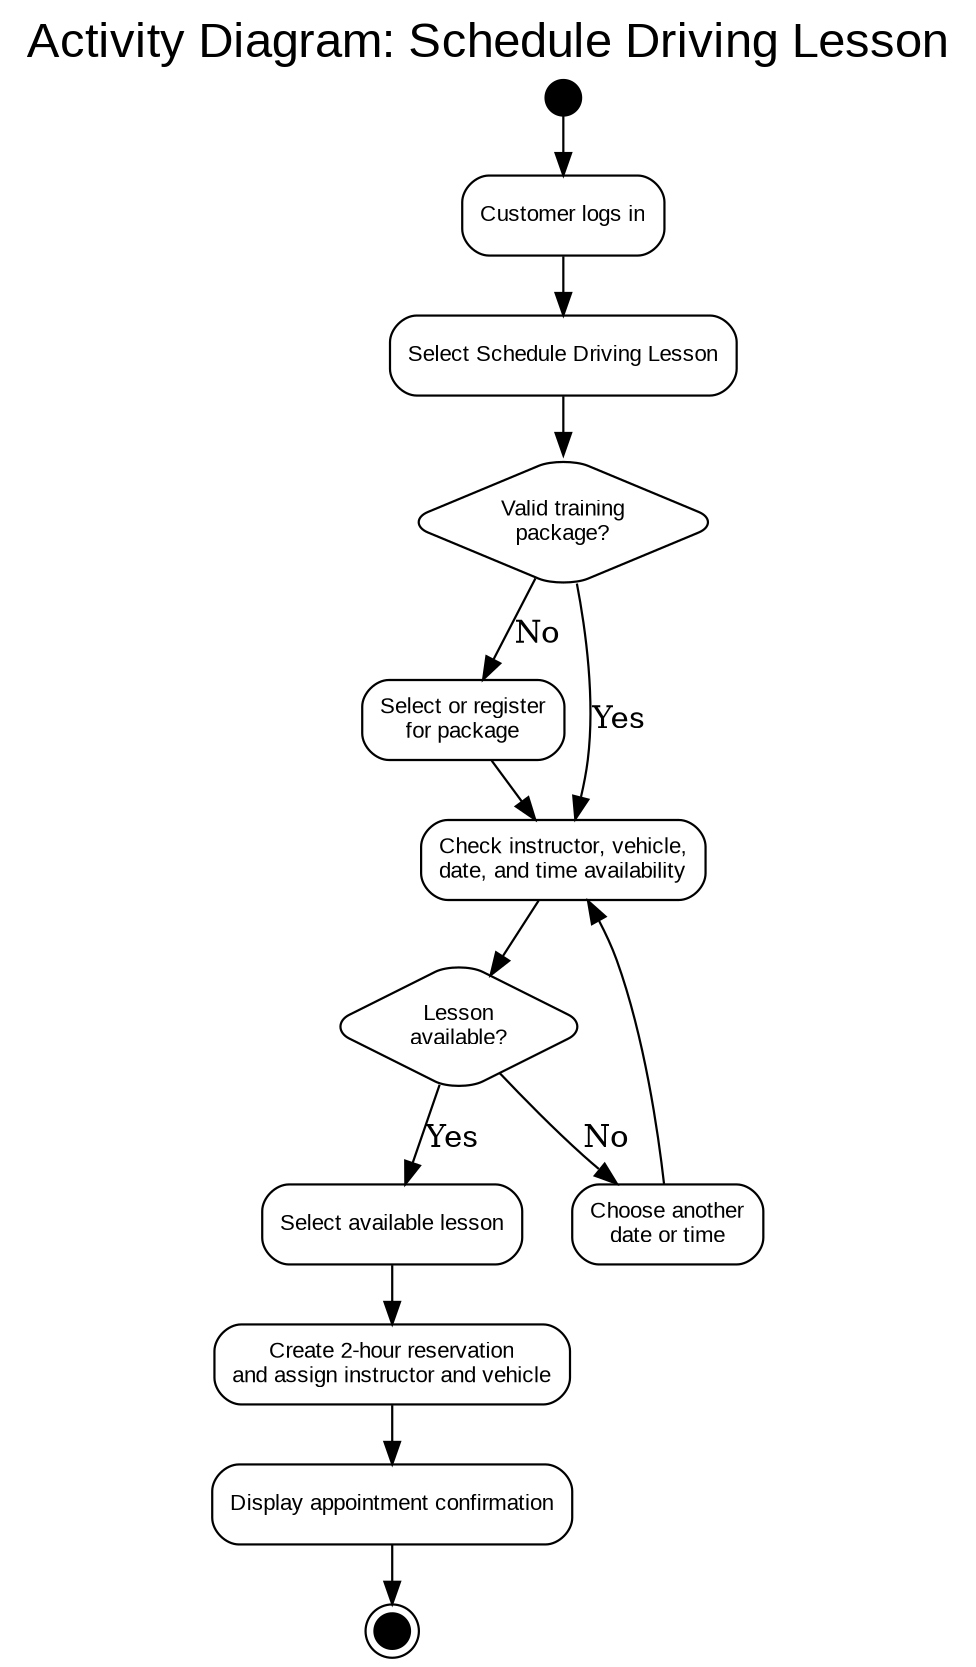 Activity Diagram: Schedule Driving Lesson
Customer logs in
Select Schedule Driving Lesson
Valid training
package?
No
Select or register
for package
Yes
Check instructor, vehicle,
date, and time availability
Lesson
available?
Yes
No
Select available lesson
Choose another
date or time
Create 2-hour reservation
and assign instructor and vehicle
Display appointment confirmation